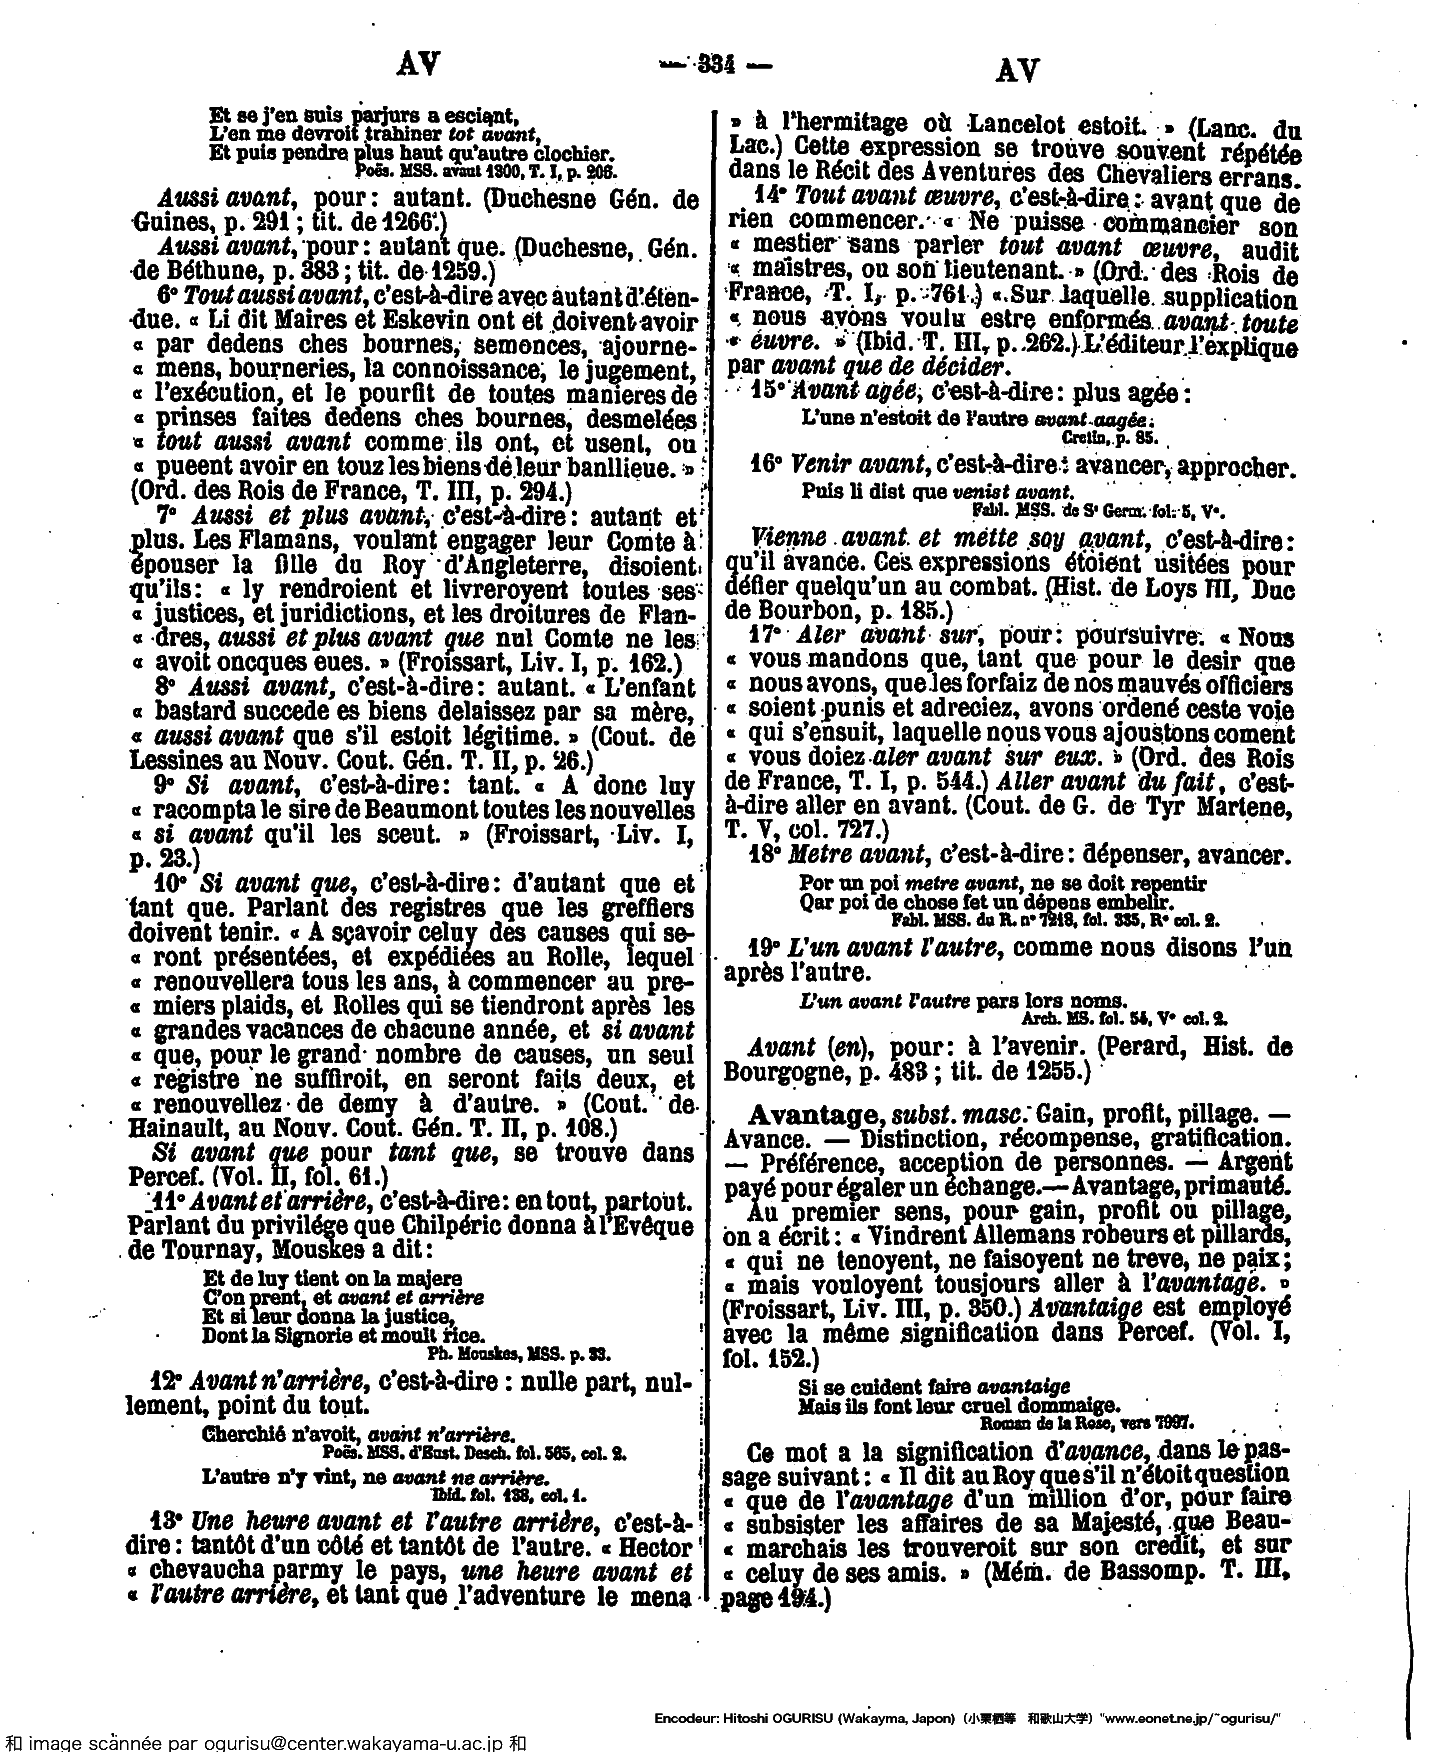 AV
— 334 —
AV
Et se j'en suis parjurs a esciant,
L'en me devroit trahiner tot avant,
Et puis pendre plus haut qu'autre clochier.
Poës. MSS. avant 1300, T. I, p. 206.
Aussi avant, pour : autant. (Duchesne Gén. de
Guines, p. 291 ; tit. de 1266.)
Aussi avant, pour : autant que. (Duchesne, Gén.
de Béthune, p. 383 ; tit. de 1259.)
6° Tout aussi avant, c'est-à-dire avec autant d'éten-
due. « Li dit Maires et Eskevin ont et doivent avoir
« par dedens ches bournes, semonces, ajourne-
« mens, bourneries, la connoissance, le jugement,
« l'exécution, et le pourfit de toutes manieres de
« prinses faites dedens ches bournes, desmelées
« tout aussi avant comme ils ont, et usent, ou
« pueent avoir en touz les biens de leur banllieue. »
(Ord. des Rois de France, T. III, p. 294.)
7° Aussi et plus avant, c'est-à-dire : autant et
plus. Les Flamans, voulant engager leur Comte à
épouser la fille du Roy d'Angleterre, disoient
qu'ils : « ly rendroient et livreroyent toutes ses
« justices, et juridictions, et les droitures de Flan-
« dres, aussi et plus avant que nul Comte ne les
« avoit oncques eues. » (Froissart, Liv. I, p. 162.)
8° Aussi avant, c'est-à-dire : autant. « L'enfant
« bastard succede es biens delaissez par sa mère,
« aussi avant que s'il estoit légitime. » (Cout. de
Lessines au Nouv. Cout. Gén. T. II, p. 26.)
9° Si avant, c'est-à-dire : tant. « A donc luy
« racompta le sire de Beaumont toutes les nouvelles
« si avant qu'il les sceut. » (Froissart, Liv. I,
p. 23.)
10° Si avant que, c'est-à-dire : d'autant que et
tant que. Parlant des registres que les greffiers
doivent tenir. « A sçavoir celuy des causes qui se-
« ront présentées, et expédiées au Rolle, lequel
« renouvellera tous les ans, à commencer au pre-
« miers plaids, et Rolles qui se tiendront après les
« grandes vacances de chacune année, et si avant
« que, pour le grand nombre de causes, un seul
« registre ne suffiroit, en seront faits deux, et
« renouvellez de demy à d'autre. » (Cout. de
Hainault, au Nouv. Cout. Gén. T. II, p. 108.)
Si avant que pour tant que, se trouve dans
Percef. (Vol. II, fol. 61.)
11° Avant et arrière, c'est-à-dire : en tout, partout.
Parlant du privilége que Chilpéric donna à l'Evêque
de Tournay, Mouskes a dit :
Et de luy tient on la majere
C'on prent, et avant et arrière
Et si leur donna la justice,
Dont la Signorie et moult rice.
Ph. Mouskes, MSS. p. 33.
12° Avant n'arrière, c'est-à-dire : nulle part, nul-
lement, point du tout.
Cherchié n'avoit, avant n'arrière.
Poës. MSS. d'Eust. Desch. fol. 565, col. 2.
L'autre n'y vint, ne avant ne arrière.
Ibid. fol. 138, col. 1.
13° Une heure avant et l'autre arrière, c'est-à-
dire : tantôt d'un côté et tantôt de l'autre. « Hector
« chevaucha parmy le pays, une heure avant et
« l'autre arrière, et tant que l'adventure le mena
» à l'hermitage où Lancelot estoit. » (Lanc. du
Lac.) Cette expression se trouve souvent répétée
dans le Récit des Aventures des Chevaliers errans.
14° Tout avant œuvre, c'est-à-dire : avant que de
rien commencer. « Ne puisse commancier son
« mestier sans parler tout avant œuvre, audit
« maistres, ou son lieutenant. » (Ord. des Rois de
France, T. I, p. 761.) « Sur laquelle supplication
« nous avons voulu estre enformés avant toute
« euvre. » (Ibid. T. III, p. 262.) L'éditeur l'explique
par avant que de décider.
15° Avant agée, c'est-à-dire : plus agée :
L'une n'estoit de l'autre avant aagée.
Cretin, p. 85.
16° Venir avant, c'est-à-dire : avancer, approcher.
Puis li dist que venist avant.
Fabl. MSS. de St Germ. fol. 5, V°.
Vienne avant et mette soy avant, c'est-à-dire :
qu'il avance. Ces expressions étoient usitées pour
défier quelqu'un au combat. (Hist. de Loys III, Duc
de Bourbon, p. 185.)
17° Aler avant sur, pour : poursuivre. « Nous
« vous mandons que, tant que pour le desir que
« nous avons, que les forfaiz de nos mauvés officiers
« soient punis et adreciez, avons ordené ceste voie
« qui s'ensuit, laquelle nous vous ajoustons coment
« vous doiez aler avant sur eux. » (Ord. des Rois
de France, T. I, p. 544.) Aller avant du fait, c'est-
à-dire aller en avant. (Cout. de G. de Tyr Martene,
T. V, col. 727.)
18° Metre avant, c'est-à-dire : dépenser, avancer.
Por un poi metre avant, ne se doit repentir
Qar poi de chose fet un dépens embelir.
Fabl. MSS. du R. n° 7218, fol. 335, R° col. 2.
19° L'un avant l'autre, comme nous disons l'un
après l'autre.
L'un avant l'autre pars lors noms.
Arch. MS. fol. 54, V° col. 2.
Avant (en), pour : à l'avenir. (Perard, Hist. de
Bourgogne, p. 483 ; tit. de 1255.)
Avantage, subst. masc. Gain, profit, pillage. —
Avance. — Distinction, récompense, gratification.
— Préférence, acception de personnes. — Argent
payé pour égaler un échange. — Avantage, primauté.
Au premier sens, pour gain, profit ou pillage,
on a écrit : « Vindrent Allemans robeurs et pillards,
« qui ne tenoyent, ne faisoyent ne treve, ne paix ;
« mais vouloyent tousjours aller à l'avantage. »
(Froissart, Liv. III, p. 350.) Avantaige est employé
avec la même signification dans Percef. (Vol. I,
fol. 152.)
Si se cuident faire avantaige
Mais ils font leur cruel dommaige.
Roman de la Rose, vers 7997.
Ce mot a la signification d'avance, dans le pas-
sage suivant : « Il dit au Roy que s'il n'étoit question
« que de l'avantage d'un million d'or, pour faire
« subsister les affaires de sa Majesté, que Beau-
« marchais les trouveroit sur son credit, et sur
« celuy de ses amis. » (Mém. de Bassomp. T. III,
page 194.)
Encodeur: Hitoshi OGURISU (Wakayma, Japon) (小栗栖等 和歌山大学) "www.eonet.ne.jp/~ogurisu/"
和 image scànnée par ogurisu@center.wakayama-u.ac.jp 和